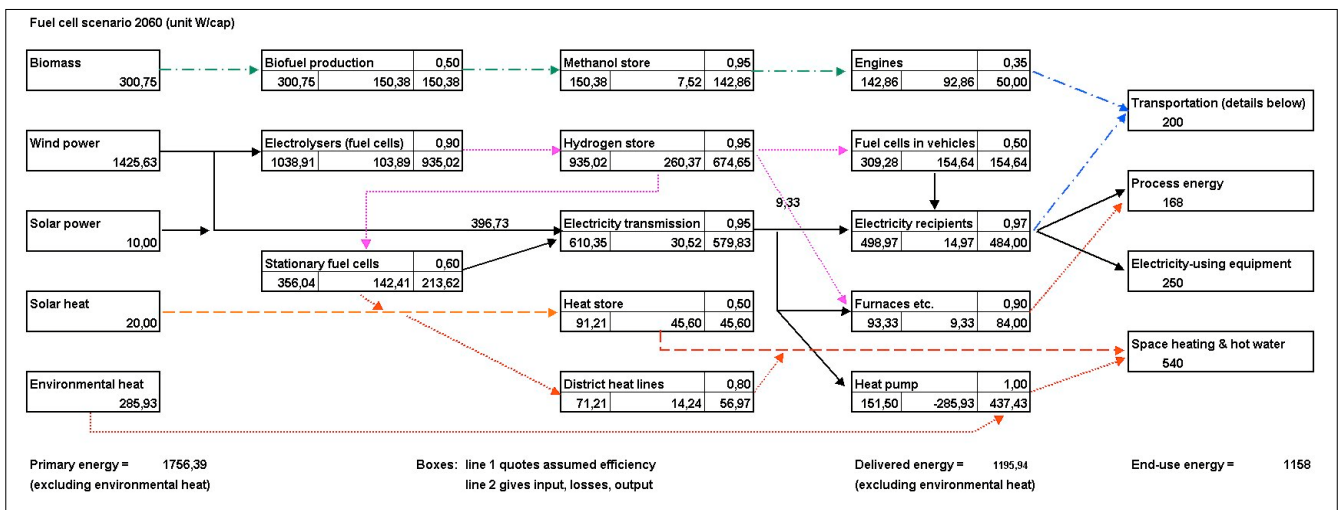 Fuel cell scenario 2060 (unit W/cap)
Biomass
300,75
Biofuel production 0,50
300,75 150,38 150,38
Methanol store 0,95
150,38 7,52 142,86
Engines 0,35
142,86 92,86 50,00
Transportation (details below)
200
Wind power
1425,63
Electrolysers (fuel cells) 0,90
1038,91 103,89 935,02
Hydrogen store 0,95
935,02 260,37 674,65
Fuel cells in vehicles 0,50
309,28 154,64 154,64
Process energy
168
9,33
Solar power
10,00
396,73
Electricity transmission 0,95
610,35 30,52 579,83
Electricity recipients 0,97
498,97 14,97 484,00
Stationary fuel cells 0,60
356,04 142,41 213,62
Electricity-using equipment
250
Solar heat
20,00
Heat store 0,50
91,21 45,60 45,60
Furnaces etc. 0,90
93,33 9,33 84,00
Space heating & hot water
540
Environmental heat
285,93
District heat lines 0,80
71,21 14,24 56,97
Heat pump 1,00
151,50 -285,93 437,43
Primary energy = 1756,39
(excluding environmental heat)
Boxes: line 1 quotes assumed efficiency
line 2 gives input, losses, output
Delivered energy = 1195,94
(excluding environmental heat)
End-use energy = 1158